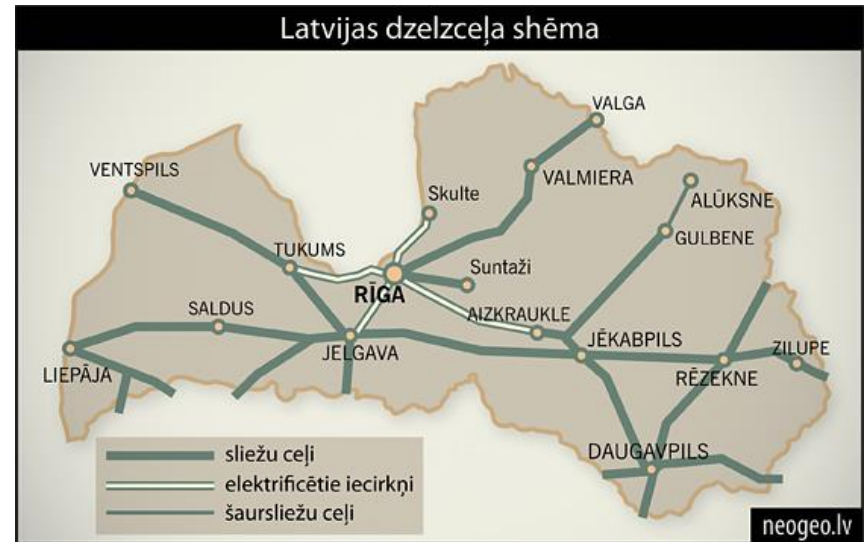 Latvijas dzelzceļa shēma
VALGA
VENTSPILS
VALMIERA
Skulte
ALŪKSNE
GULBENE
TUKUMS
Suntaži
RĪGA
SALDUS
AIZKRAUKLE
JELGAVA
JĒKABPILS
ZILUPE
LIEPĀJA
RĒZEKNE
DAUGAVPILS
sliežu ceļi
elektrificētie iecirkņi
šaursliežu ceļi
neogeo.lv